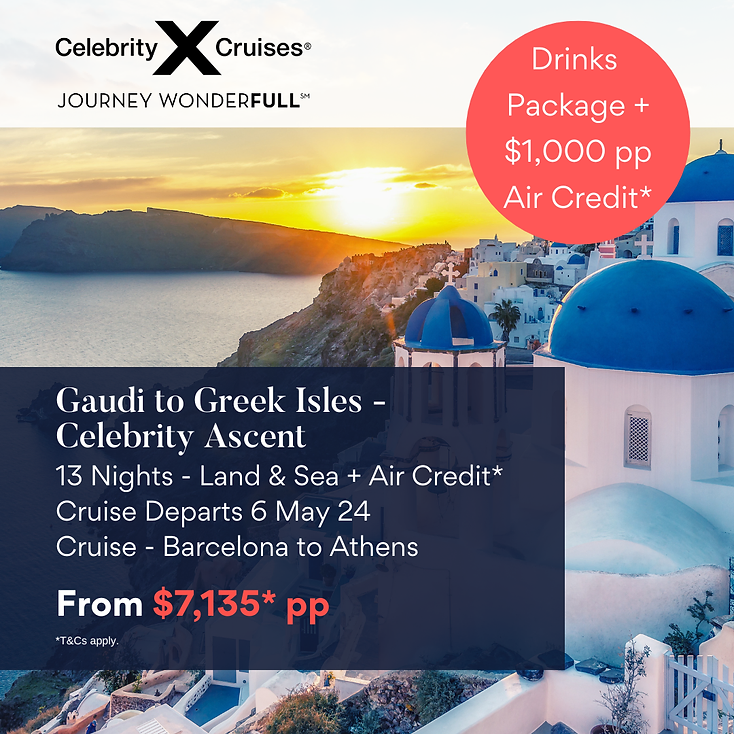 Celebrity X Cruises®
JOURNEY WONDERFULL℠
Drinks
Package +
$1,000 pp
Air Credit*
Gaudi to Greek Isles -
Celebrity Ascent
13 Nights - Land & Sea + Air Credit*
Cruise Departs 6 May 24
Cruise - Barcelona to Athens
From $7,135* pp
*T&Cs apply.